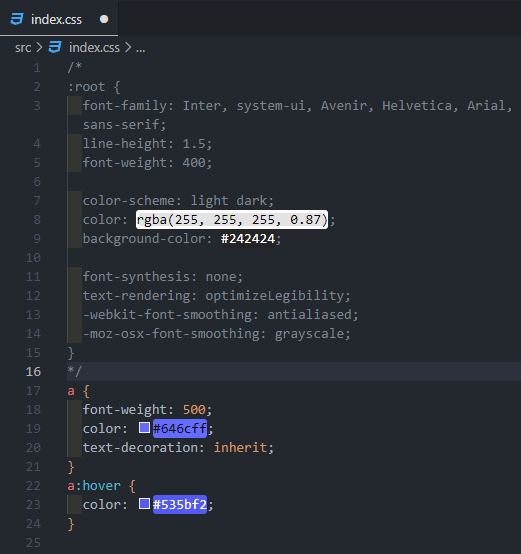 index.css
src > index.css > ...
1 /*
2 :root {
3 font-family: Inter, system-ui, Avenir, Helvetica, Arial,
sans-serif;
4 line-height: 1.5;
5 font-weight: 400;
6
7 color-scheme: light dark;
8 color: rgba(255, 255, 255, 0.87);
9 background-color: #242424;
10
11 font-synthesis: none;
12 text-rendering: optimizeLegibility;
13 -webkit-font-smoothing: antialiased;
14 -moz-osx-font-smoothing: grayscale;
15 }
16 */
17 a {
18 font-weight: 500;
19 color: #646cff;
20 text-decoration: inherit;
21 }
22 a:hover {
23 color: #535bf2;
24 }
25